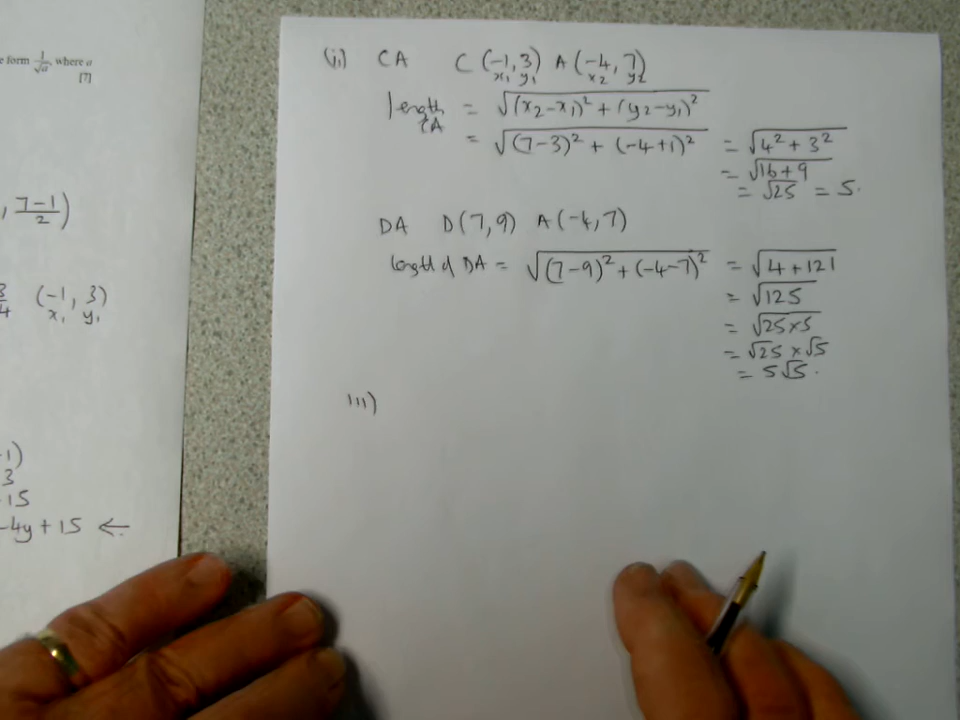 e form 1/√a, where a
[7]
, (7-1)/2)
3/4 (-1, 3)
x₁ y₁
-1)
3
-15
-4y + 15 ←
(ii) CA C (-1, 3) A (-4, 7)
x₁ y₁ x₂ y₂
length CA = √(x₂-x₁)² + (y₂-y₁)²
= √(7-3)² + (-4+1)² = √4² + 3²
= √16+9
= √25 = 5.
DA D(7,9) A(-4,7)
length of DA = √(7-9)² + (-4-7)² = √4 + 121
= √125
= √25×5
= √25 × √5
= 5√5.
iii)